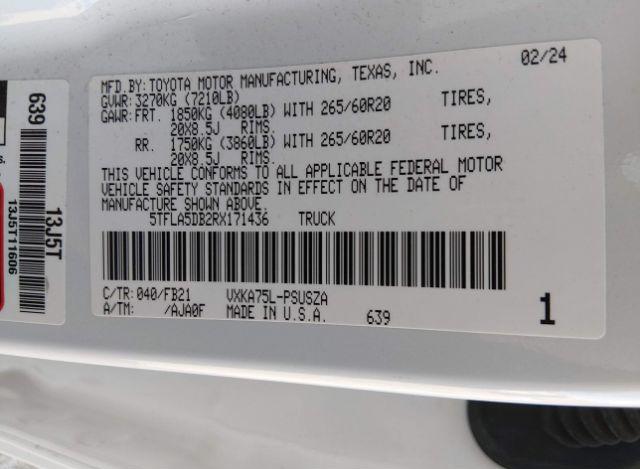 MFD.BY:TOYOTA MOTOR MANUFACTURING, TEXAS, INC. 02/24
GVWR: 3270KG (7210LB)
GAWR: FRT. 1850KG (4080LB) WITH 265/60R20 TIRES,
20X8.5J RIMS.
RR. 1750KG (3860LB) WITH 265/60R20 TIRES,
20X8.5J RIMS.
THIS VEHICLE CONFORMS TO ALL APPLICABLE FEDERAL MOTOR
VEHICLE SAFETY STANDARDS IN EFFECT ON THE DATE OF
MANUFACTURE SHOWN ABOVE.
5TFLA5DB2RX171436 TRUCK
C/TR: 040/FB21 VXKA75L-PSUSZA
A/TM: /AJA0F MADE IN U.S.A. 639 1
639
13J5T
13J5T11606
s.